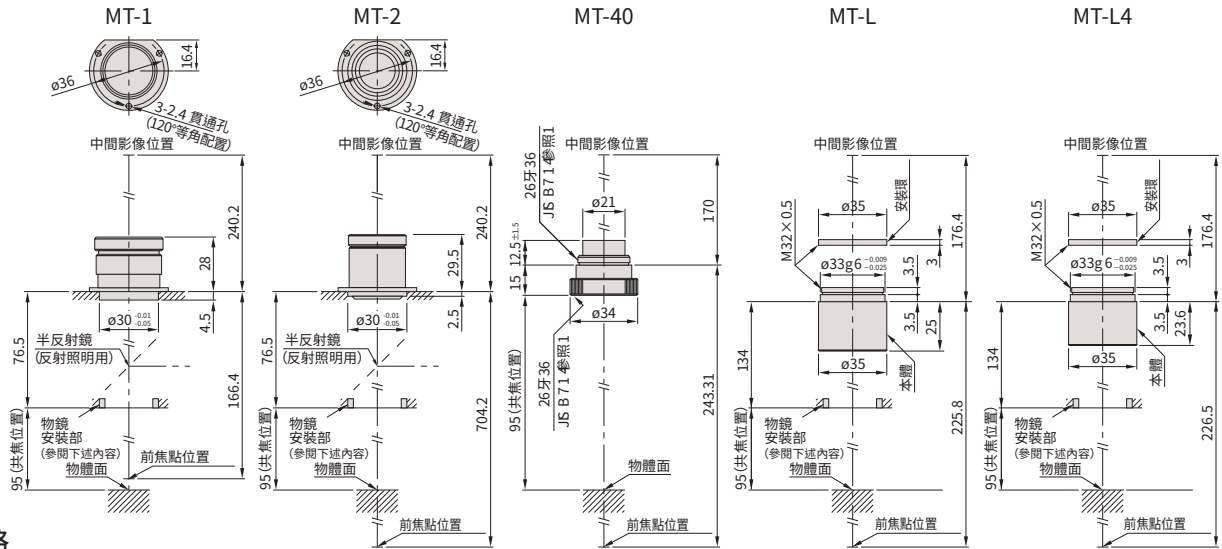 MT-1
MT-2
MT-40
MT-L
MT-L4
ø36
16.4
3-2.4 貫通孔
(120°等角配置)
中間影像位置
240.2
28
4.5
ø30 -0.01 -0.05
半反射鏡
(反射照明用)
76.5
166.4
物鏡
安裝部
(參閱下述內容)
物體面
前焦點位置
95(共焦位置)
ø36
16.4
3-2.4 貫通孔
(120°等角配置)
中間影像位置
240.2
29.5
2.5
ø30 -0.01 -0.05
半反射鏡
(反射照明用)
76.5
704.2
物鏡
安裝部
(參閱下述內容)
物體面
前焦點位置
95(共焦位置)
26牙36
JIS B 7141參照1
中間影像位置
ø21
170
12.5±1.5
15
ø34
26牙36
JIS B 7141參照1
95(共焦位置)
243.31
物體面
前焦點位置
中間影像位置
M32×0.5
ø35
安裝環
176.4
3
3.5
ø33g6 -0.009 -0.025
3.5
25
ø35
本體
134
225.8
物鏡
安裝部
(參閱下述內容)
物體面
前焦點位置
95(共焦位置)
中間影像位置
M32×0.5
ø35
安裝環
176.4
3
3.5
ø33g6 -0.009 -0.025
3.5
23.6
ø35
本體
134
226.5
物鏡
安裝部
(參閱下述內容)
物體面
前焦點位置
95(共焦位置)